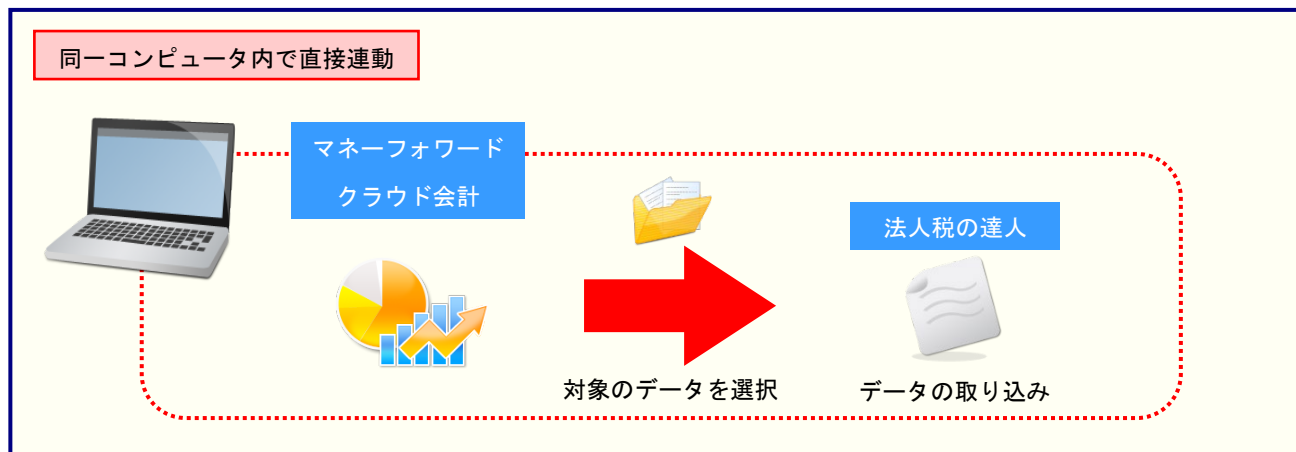 同一コンピュータ内で直接連動
マネーフォワード
クラウド会計
法人税の達人
対象のデータを選択
データの取り込み